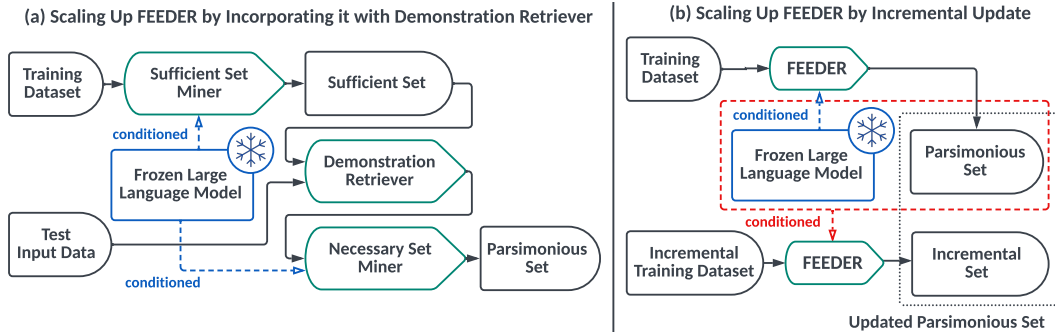 (a) Scaling Up FEEDER by Incorporating it with Demonstration Retriever
Training
Dataset
Sufficient Set
Miner
Sufficient Set
conditioned
Frozen Large
Language Model
Demonstration
Retriever
Test
Input Data
conditioned
Necessary Set
Miner
Parsimonious
Set
(b) Scaling Up FEEDER by Incremental Update
Training
Dataset
FEEDER
conditioned
Frozen Large
Language Model
Parsimonious
Set
conditioned
Incremental
Training Dataset
FEEDER
Incremental
Set
Updated Parsimonious Set